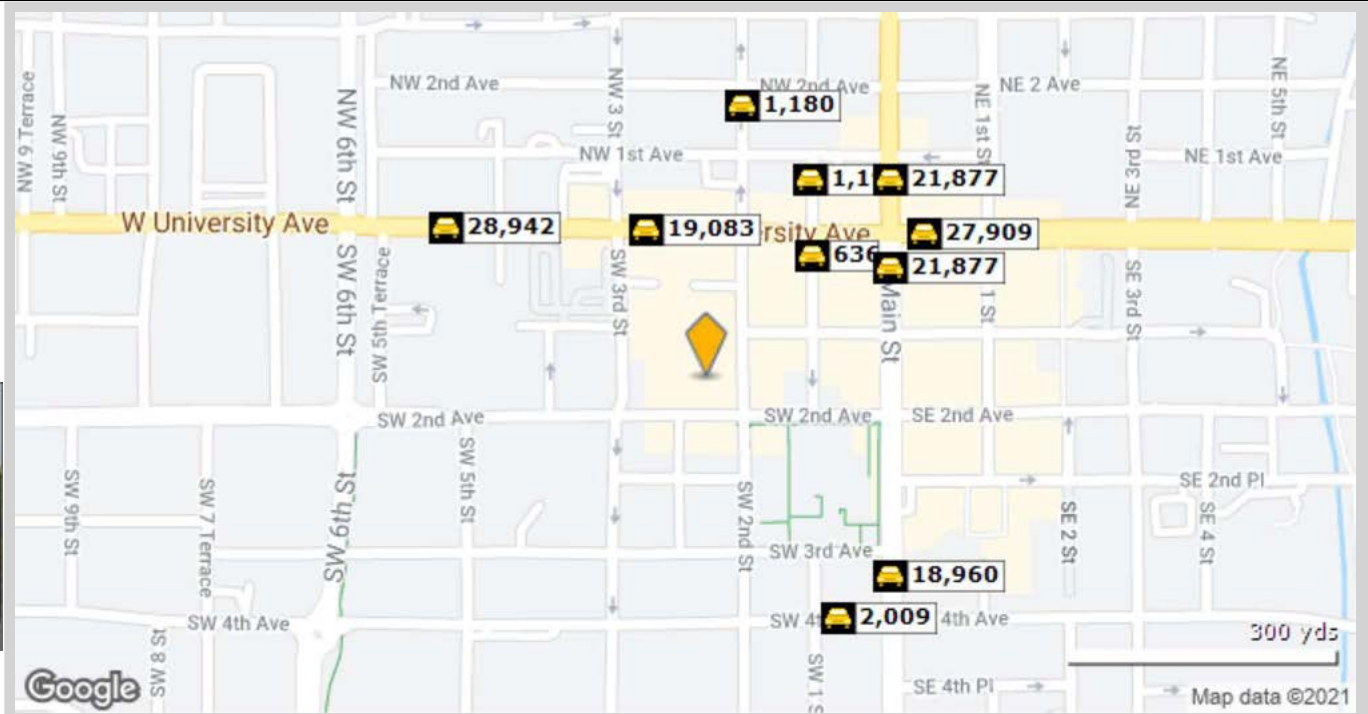 NW 9 Terrace
NW 9th St
NW 6th St
NW 2nd Ave
NW 3 St
NW 2nd Ave
1,180
NE 2 Ave
NE 5th St
NE 1st St
NE 3rd St
NW 1st Ave
NE 1st Ave
1,1
21,877
W University Ave
28,942
19,083
rsity Ave
27,909
636
21,877
SW 6th St
SW 5th Terrace
SW 3rd St
Main St
1 St
SE 3rd St
SW 2nd Ave
SW 2nd Ave
SE 2nd Ave
SW 9th St
SW 7 Terrace
SW 6th St
SW 5th St
SW 2nd St
SE 2 St
SE 2nd Pl
SE 4 St
SW 3rd Ave
18,960
SW 4th Ave
SW 4t
2,009
4th Ave
300 yds
SW 8 St
SW 1 S
SE 4th Pl
Google
Map data ©2021